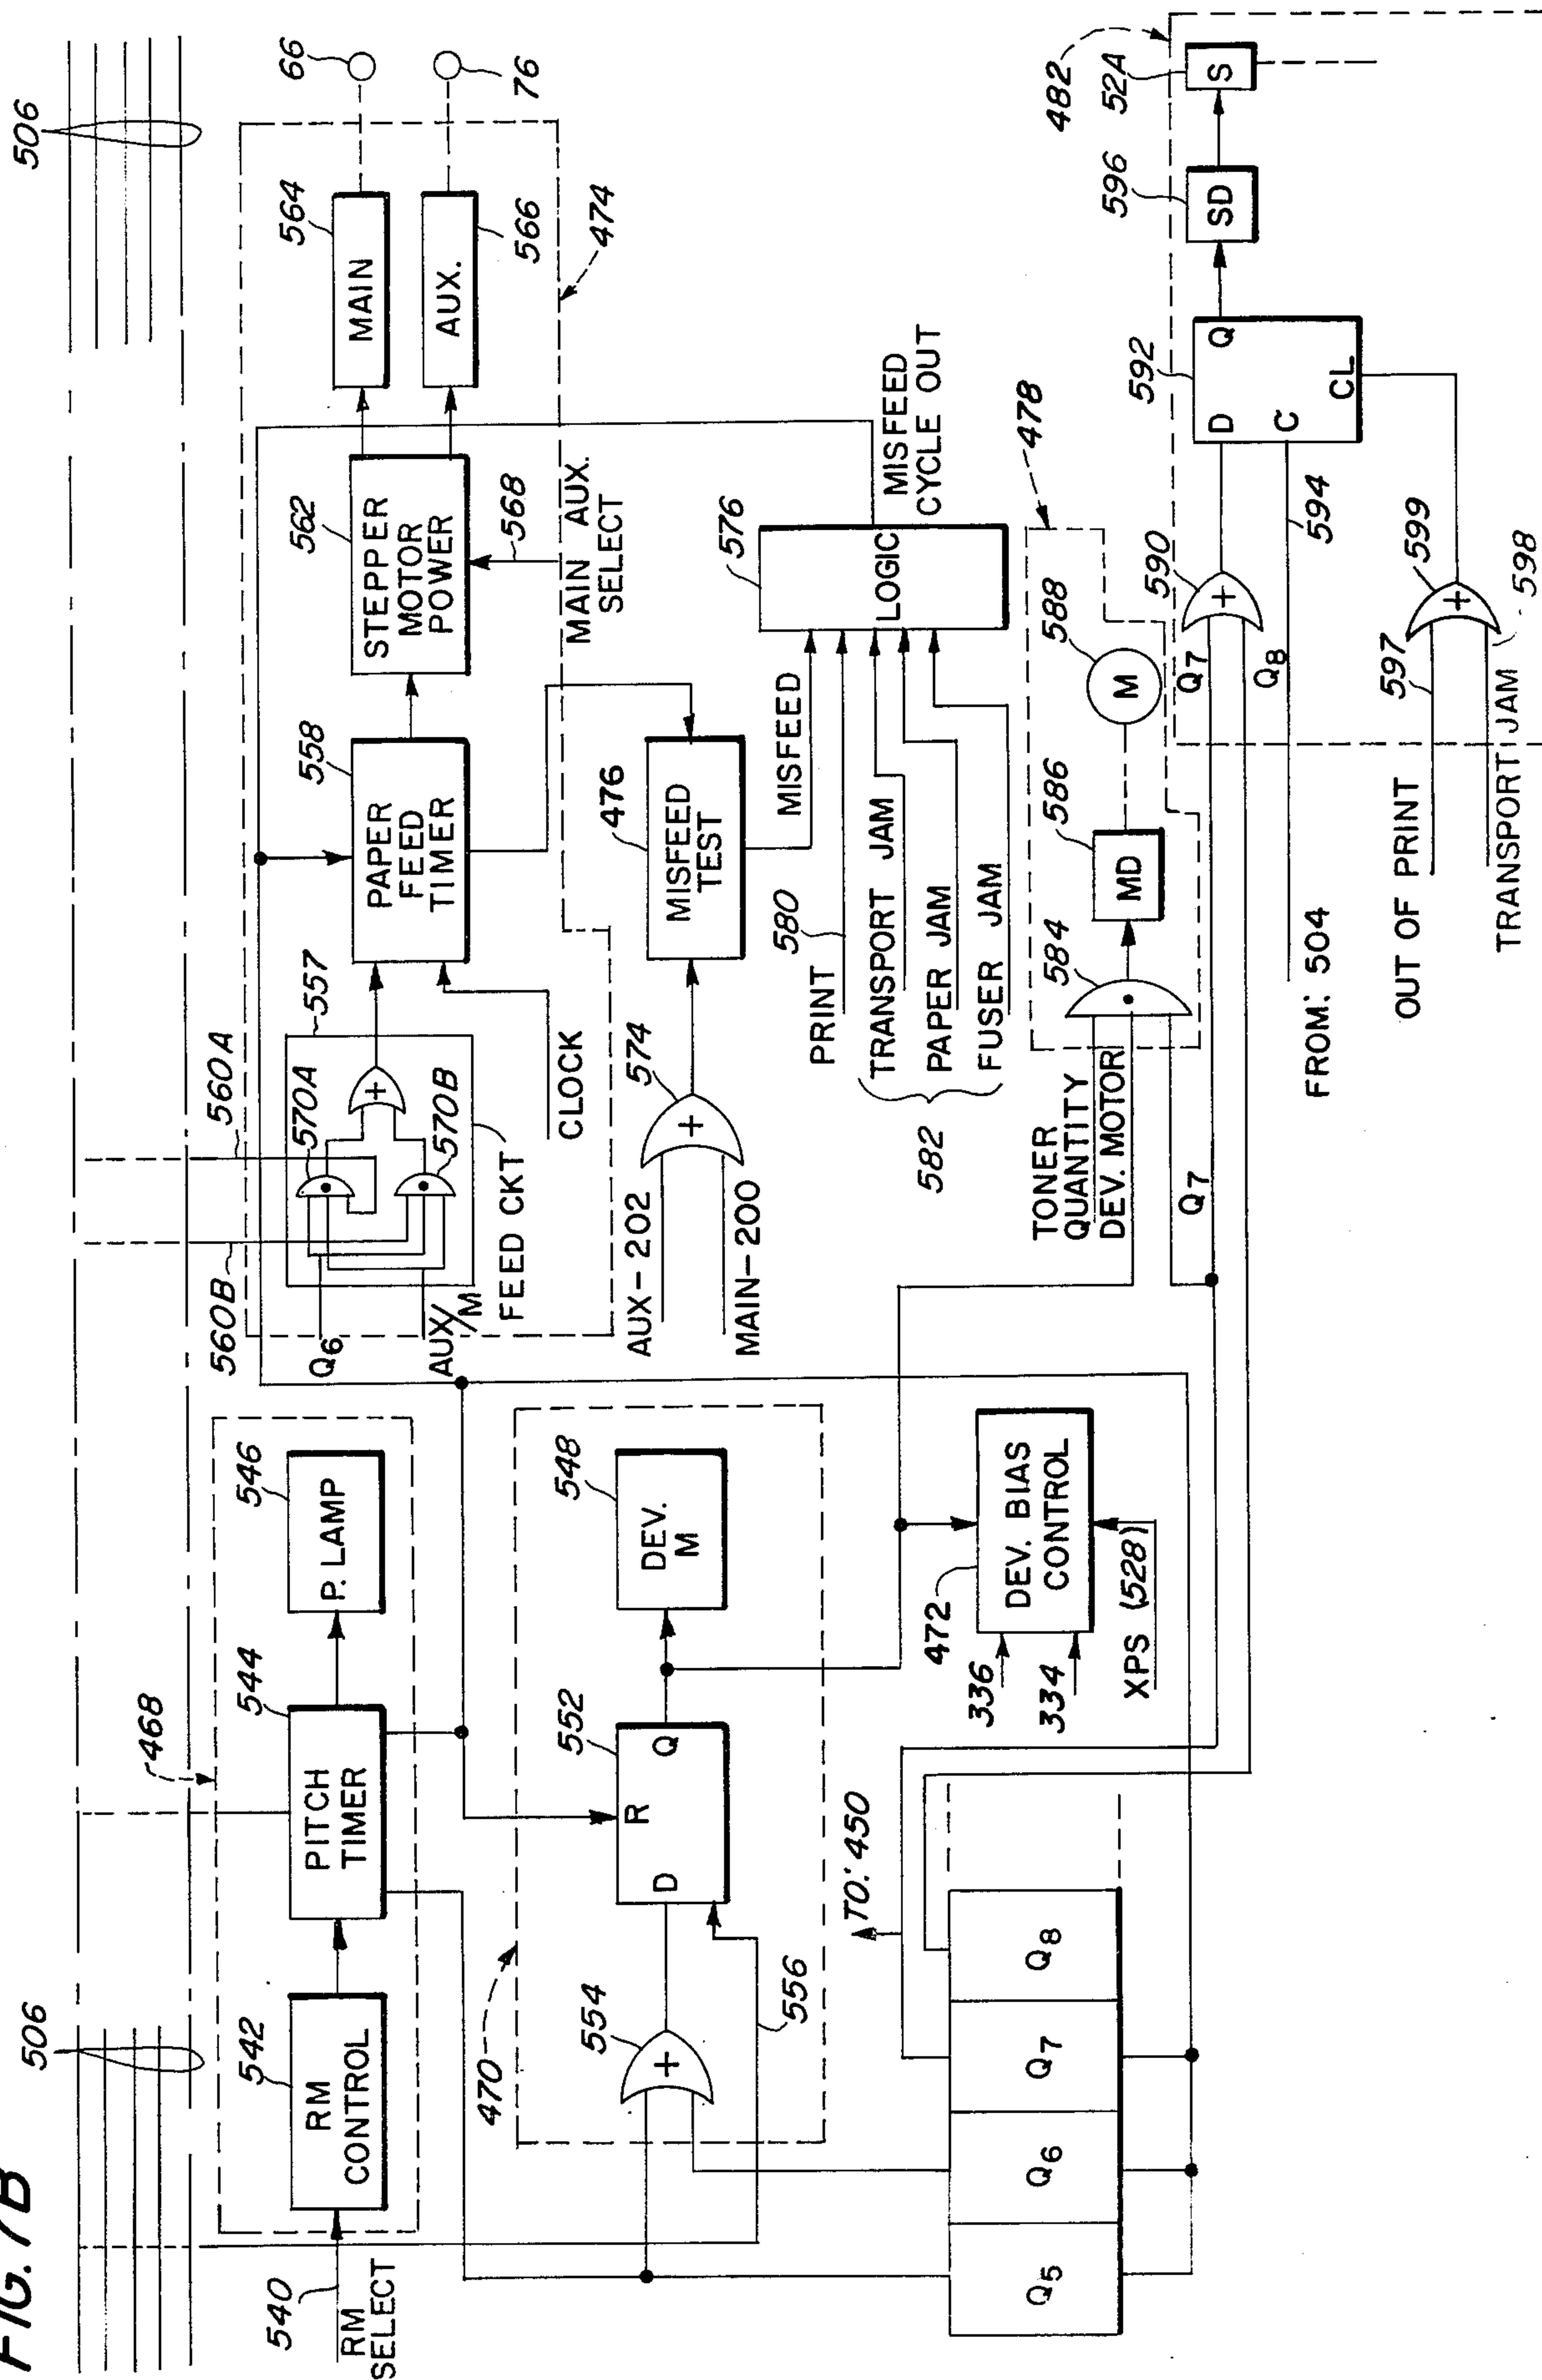 FIG. 7B
506
506
468
540
RM
SELECT
542
RM
CONTROL
544
PITCH
TIMER
546
P. LAMP
470
554
+
556
552
D
R
Q
548
DEV.
M
TO: 450
Q5
Q6
Q7
Q8
472
336
334
XPS (528)
DEV. BIAS
CONTROL
560B
560A
Q6
AUX/M
570A
570B
557
+
FEED CKT
CLOCK
558
PAPER
FEED
TIMER
562
STEPPER
MOTOR
POWER
568
MAIN AUX.
SELECT
564
MAIN
566
AUX.
66
76
474
AUX-202
MAIN-200
574
+
476
MISFEED
TEST
MISFEED
PRINT
580
TRANSPORT JAM
PAPER JAM
FUSER JAM
582
576
LOGIC
MISFEED
CYCLE OUT
TONER
QUANTITY
DEV. MOTOR
Q7
584
586
MD
588
M
478
Q7
Q8
590
+
FROM: 504
594
592
D
C
Q
CL
596
SD
52A
S
482
OUT OF PRINT
597
TRANSPORT JAM
598
599
+